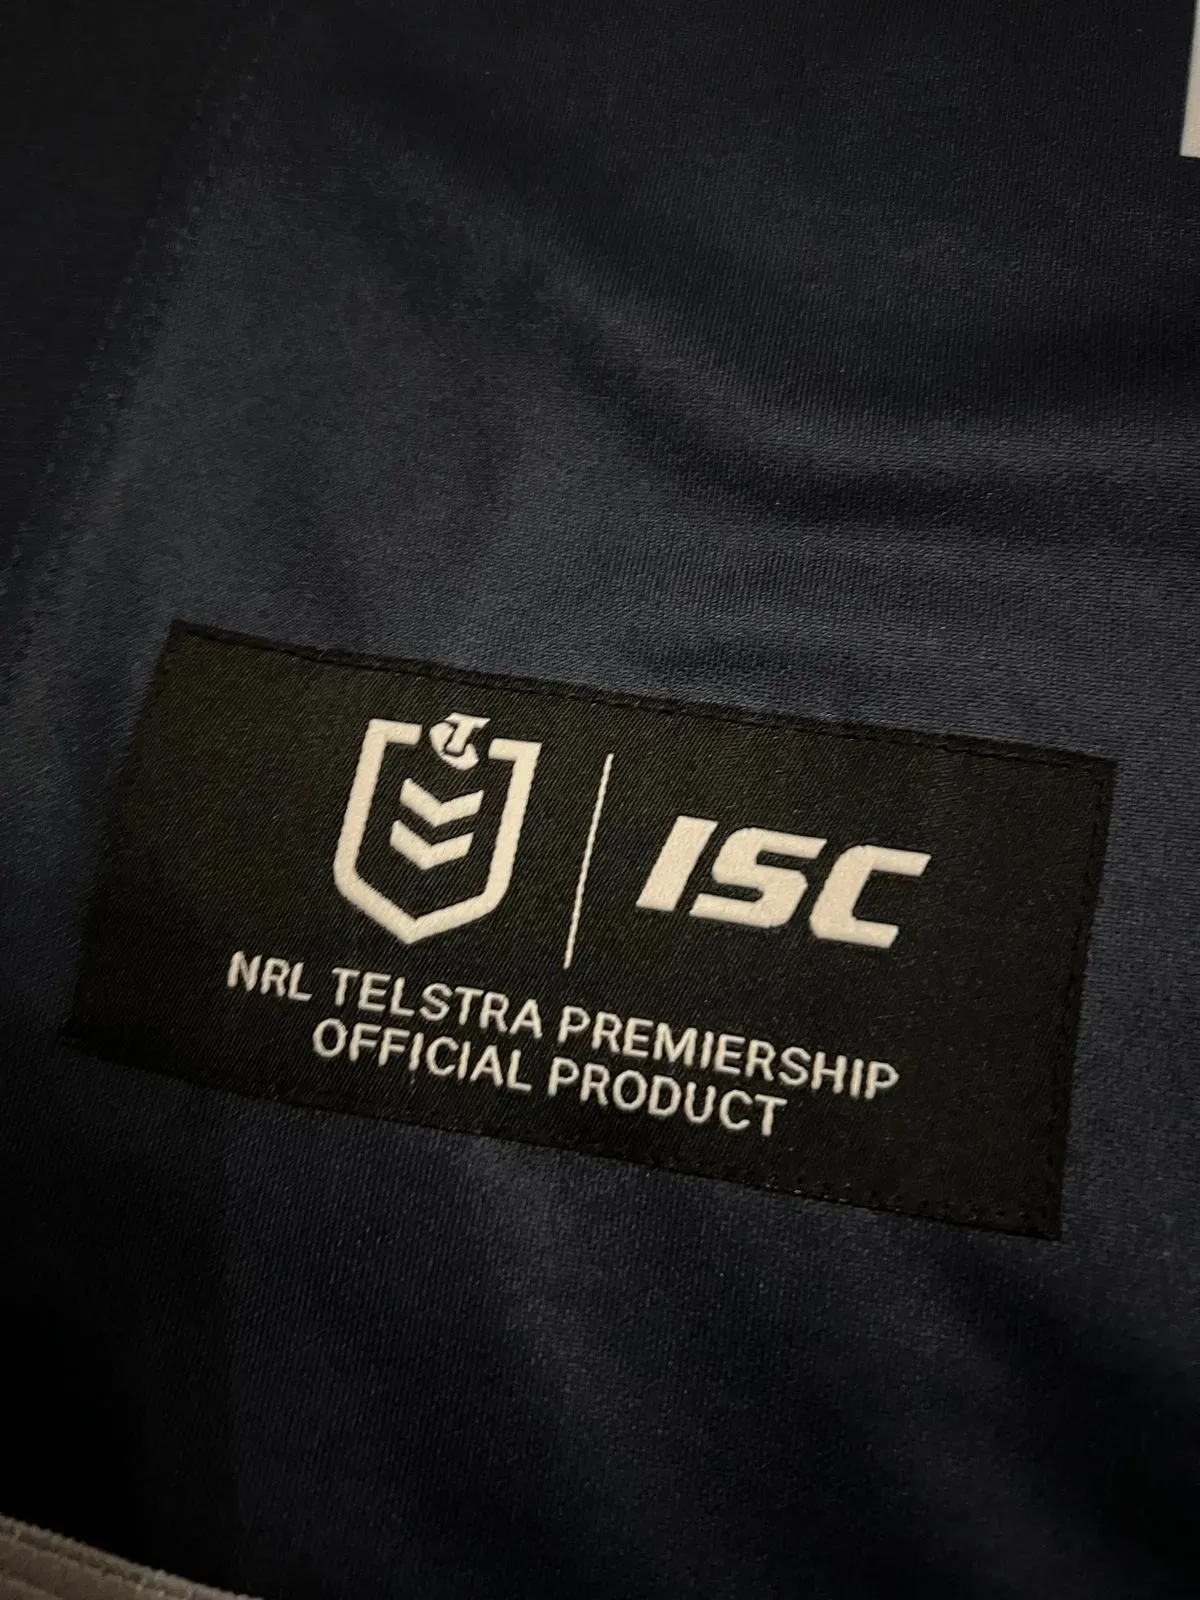 ISC
NRL TELSTRA PREMIERSHIP
OFFICIAL PRODUCT